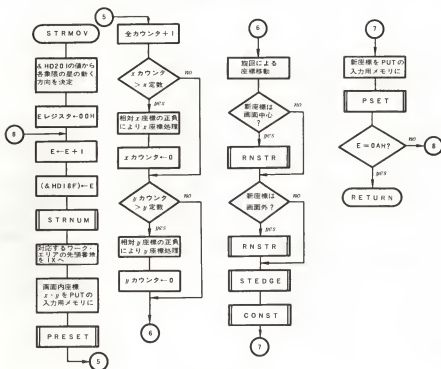 STRMOV
&HD201の値から
各象限の星の動く
方向を決定
Eレジスタ←00H
8
E←E+1
(&HD18F)←E
STRNUM
対応するワーク・
エリアの先頭番地
をIXへ
画面内座標
x・yをPUTの
入力用メモリに
PRESET
5
5
全カウンタ+1
xカウンタ
>x定数
no
yes
相対x座標の正負
によりx座標処理
xカウンタ←0
yカウンタ
>y定数
no
yes
相対y座標の正負
によりy座標処理
yカウンタ←0
6
6
旋回による
座標移動
新座標は
画面中心
?
no
yes
RNSTR
新座標は
画面外?
no
yes
RNSTR
STEDGE
CONST
7
7
新座標をPUTの
入力用メモリに
PSET
E=0AH?
no
8
yes
RETURN